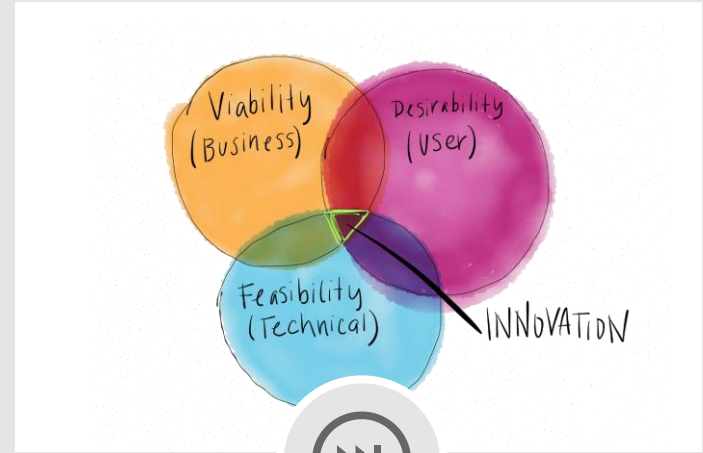 Viability
(Business)
Desirability
(User)
Feasibility
(Technical)
INNOVATION